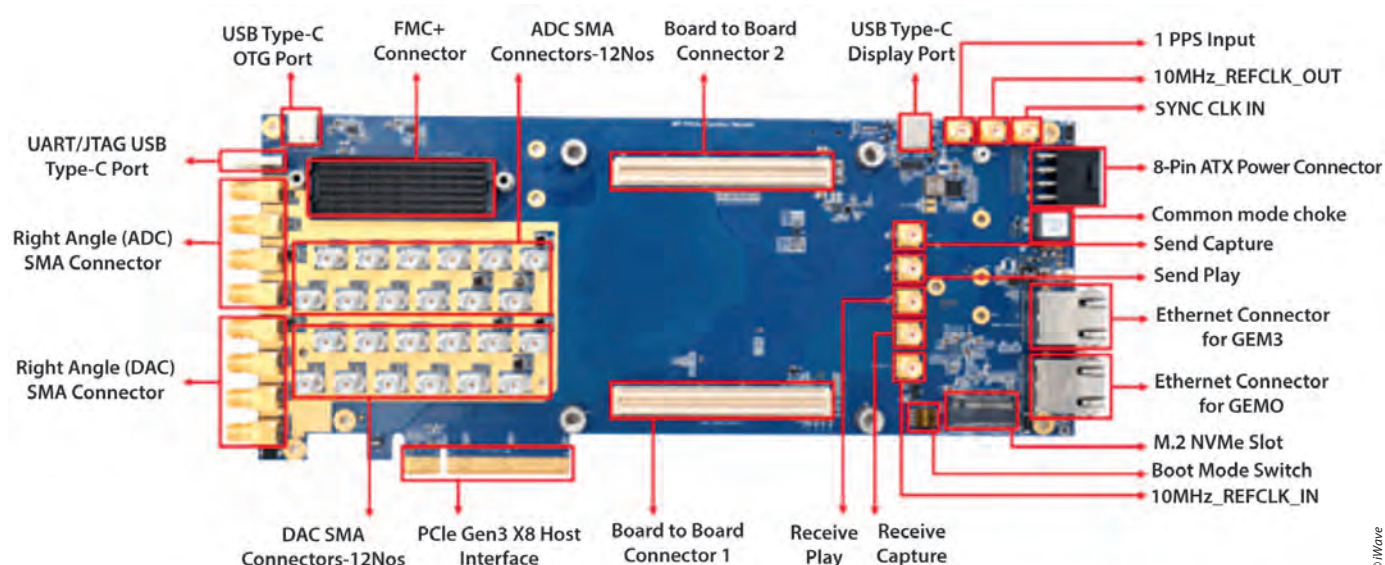 USB Type-C
OTG Port
FMC+
Connector
ADC SMA
Connectors-12Nos
Board to Board
Connector 2
USB Type-C
Display Port
1 PPS Input
10MHz_REFCLK_OUT
SYNC CLK IN
UART/JTAG USB
Type-C Port
8-Pin ATX Power Connector
Common mode choke
Right Angle (ADC)
SMA Connector
Send Capture
Send Play
Ethernet Connector
for GEM3
Right Angle (DAC)
SMA Connector
Ethernet Connector
for GEMO
M.2 NVMe Slot
Boot Mode Switch
10MHz_REFCLK_IN
DAC SMA
Connectors-12Nos
PCIe Gen3 X8 Host
Interface
Board to Board
Connector 1
Receive
Play
Receive
Capture
iWave